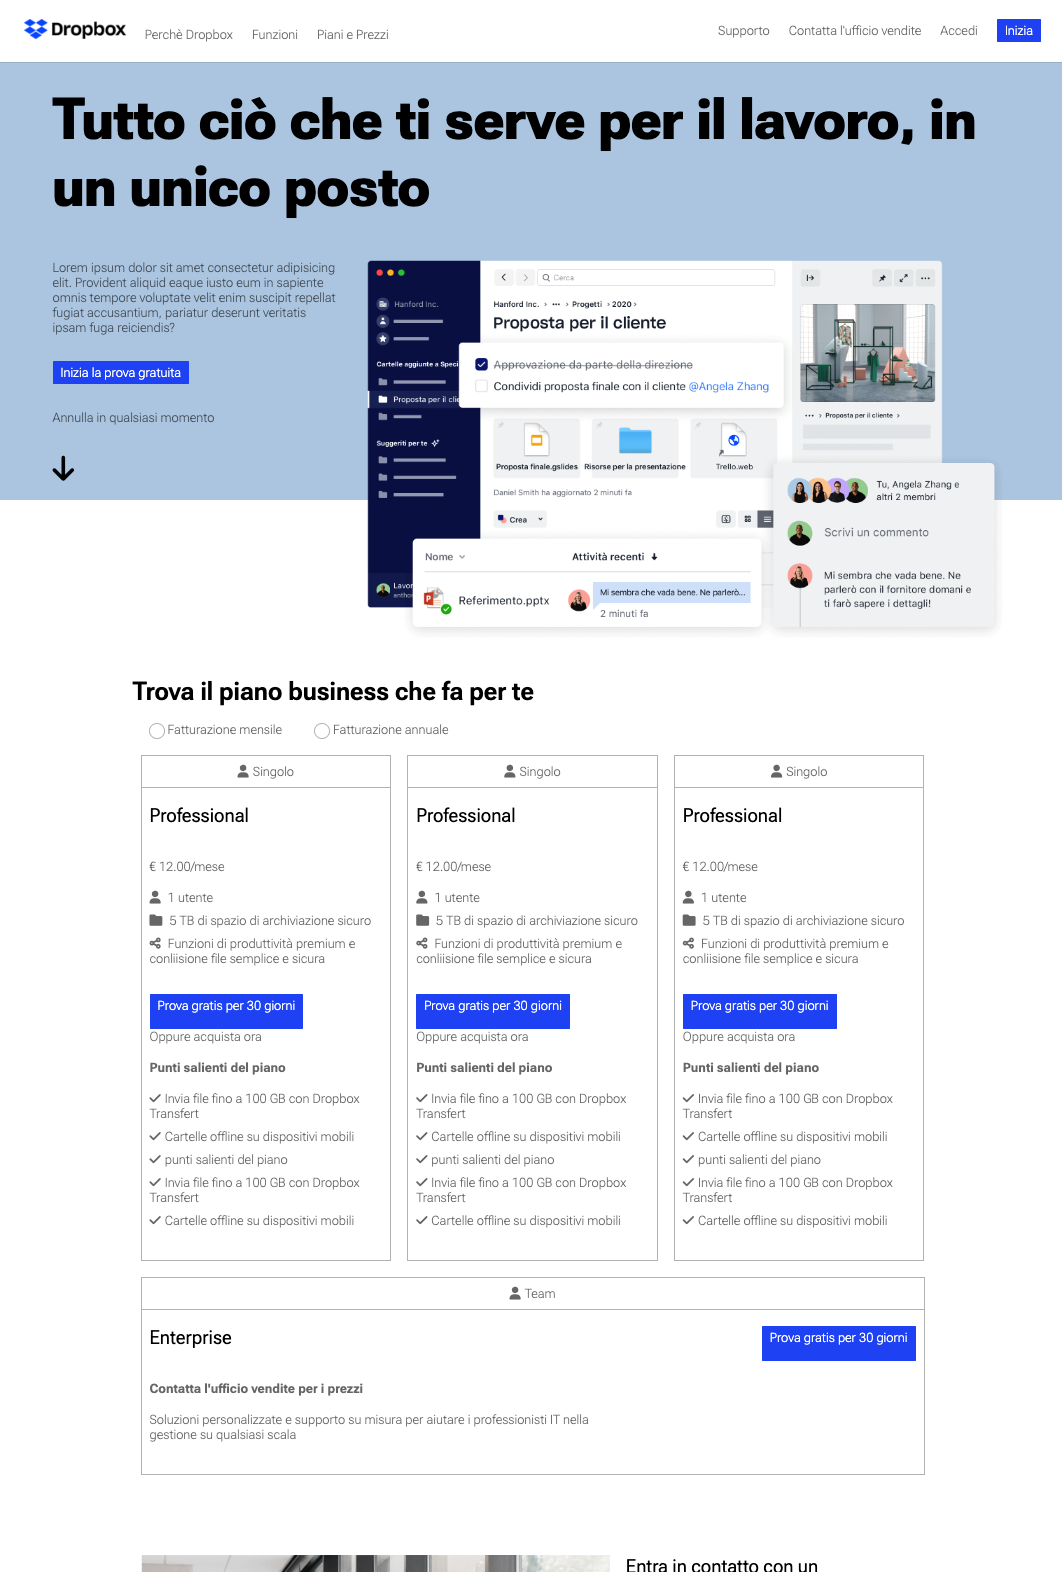 Dropbox
Perchè Dropbox
Funzioni
Piani e Prezzi
Supporto
Contatta l'ufficio vendite
Accedi
Inizia
Tutto ciò che ti serve per il lavoro, in
un unico posto
Lorem ipsum dolor sit amet consectetur adipisicing
elit. Provident aliquid eaque iusto eum in sapiente
omnis tempore voluptate velit enim suscipit repellat
fugiat accusantium, pariatur deserunt veritatis
ipsam fuga reiciendis?
Inizia la prova gratuita
Annulla in qualsiasi momento
Hanford Inc.
Cartelle aggiunte a Speci
Proposta per il clie
Suggeriti per te
Lavor
antho
Cerca
Hanford Inc. › ••• › Progetti › 2020 ›
Proposta per il cliente
Approvazione da parte della direzione
Condividi proposta finale con il cliente @Angela Zhang
Proposta finale.gslides
Risorse per la presentazione
Trello.web
Daniel Smith ha aggiornato 2 minuti fa
Crea
Nome
Attività recenti
Referimento.pptx
Mi sembra che vada bene. Ne parlerò...
2 minuti fa
••• › Proposta per il cliente ›
Tu, Angela Zhang e
altri 2 membri
Scrivi un commento
Mi sembra che vada bene. Ne
parlerò con il fornitore domani e
ti farò sapere i dettagli!
Trova il piano business che fa per te
Fatturazione mensile
Fatturazione annuale
Singolo
Professional
€ 12.00/mese
1 utente
5 TB di spazio di archiviazione sicuro
Funzioni di produttività premium e
conliisione file semplice e sicura
Prova gratis per 30 giorni
Oppure acquista ora
Punti salienti del piano
Invia file fino a 100 GB con Dropbox
Transfert
Cartelle offline su dispositivi mobili
punti salienti del piano
Invia file fino a 100 GB con Dropbox
Transfert
Cartelle offline su dispositivi mobili
Singolo
Professional
€ 12.00/mese
1 utente
5 TB di spazio di archiviazione sicuro
Funzioni di produttività premium e
conliisione file semplice e sicura
Prova gratis per 30 giorni
Oppure acquista ora
Punti salienti del piano
Invia file fino a 100 GB con Dropbox
Transfert
Cartelle offline su dispositivi mobili
punti salienti del piano
Invia file fino a 100 GB con Dropbox
Transfert
Cartelle offline su dispositivi mobili
Singolo
Professional
€ 12.00/mese
1 utente
5 TB di spazio di archiviazione sicuro
Funzioni di produttività premium e
conliisione file semplice e sicura
Prova gratis per 30 giorni
Oppure acquista ora
Punti salienti del piano
Invia file fino a 100 GB con Dropbox
Transfert
Cartelle offline su dispositivi mobili
punti salienti del piano
Invia file fino a 100 GB con Dropbox
Transfert
Cartelle offline su dispositivi mobili
Team
Enterprise
Prova gratis per 30 giorni
Contatta l'ufficio vendite per i prezzi
Soluzioni personalizzate e supporto su misura per aiutare i professionisti IT nella
gestione su qualsiasi scala
Entra in contatto con un